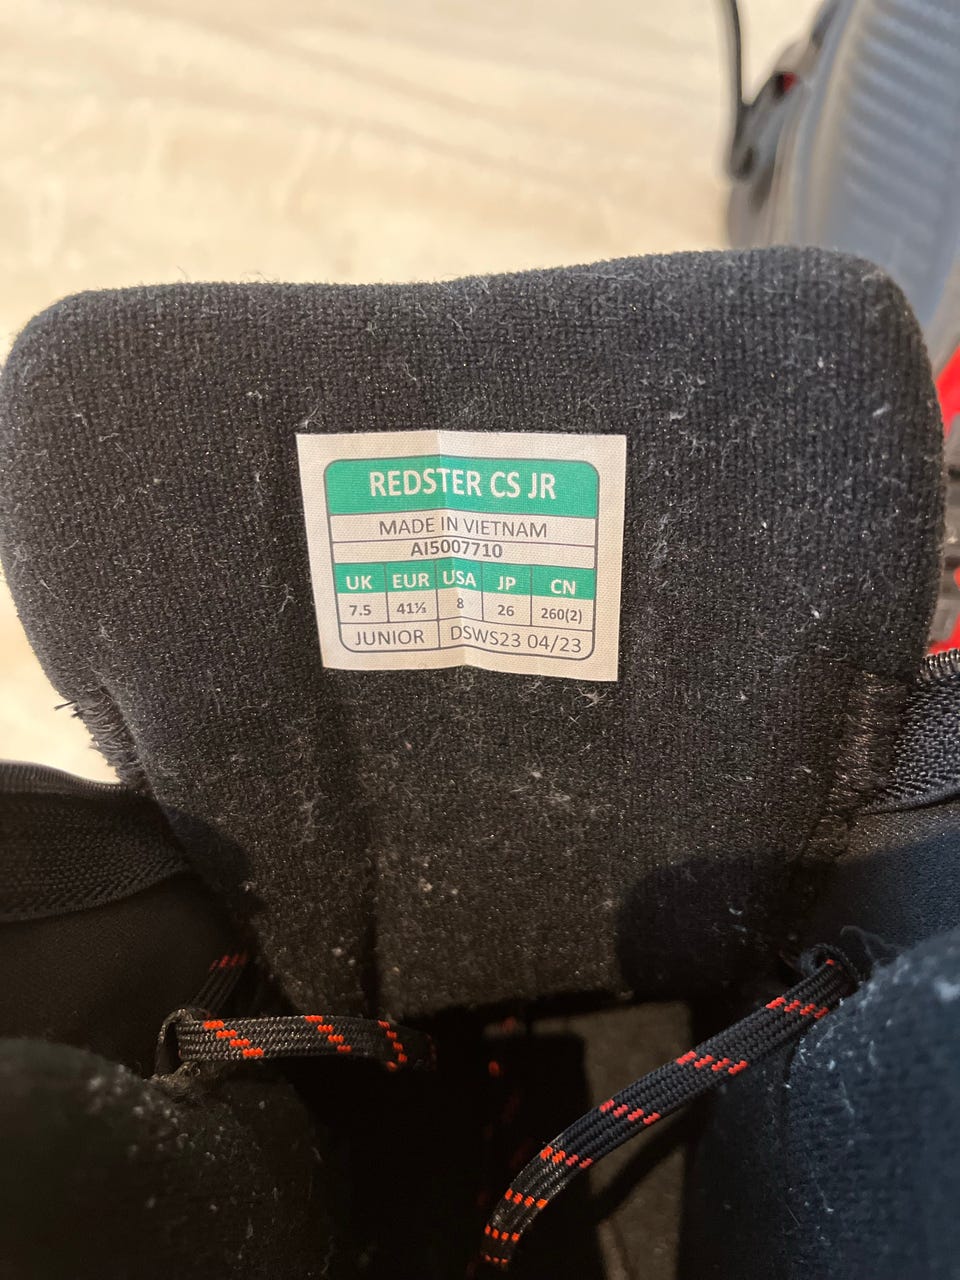 REDSTER CS JR
MADE IN VIETNAM
AI5007710
UK EUR USA JP CN
7.5 41⅓ 8 26 260(2)
JUNIOR DSWS23 04/23